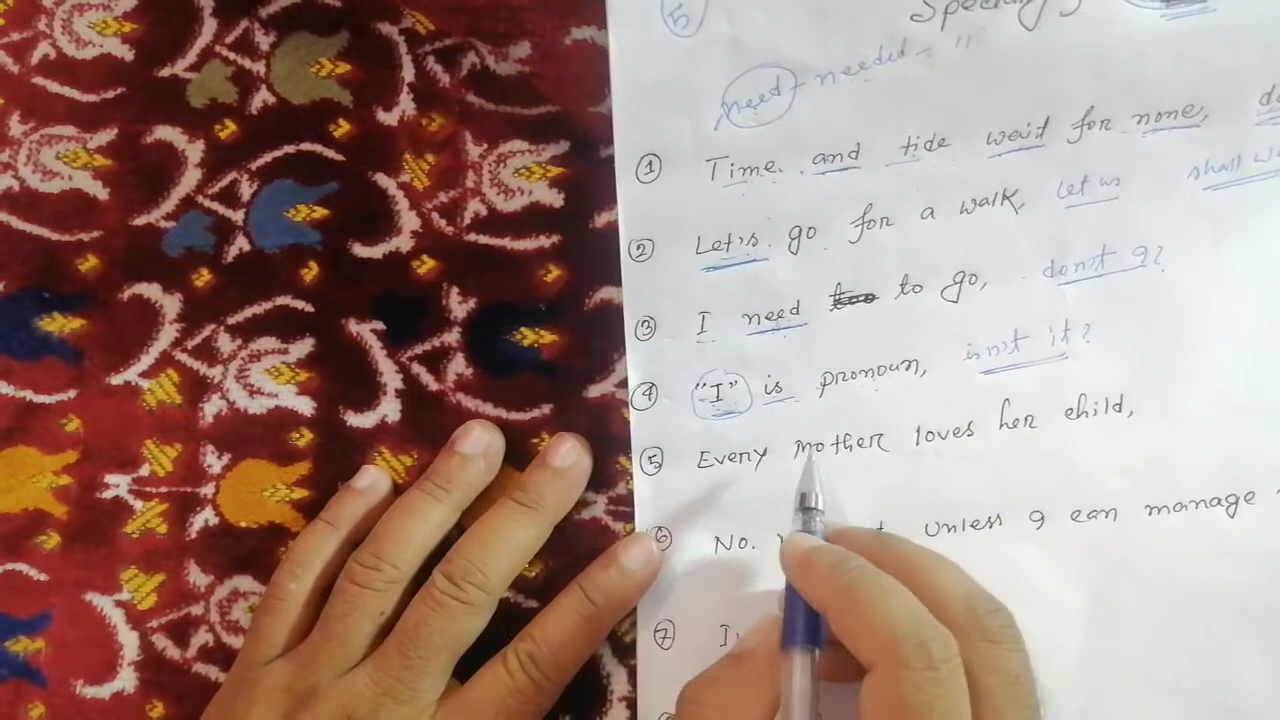 5
need - needed - "
① Time and tide wait for none,
② Let's go for a walk, Let us shall we
③ I need to go, don't I?
④ "I" is pronoun, isn't it?
⑤ Every mother loves her child,
⑥ No. unless I can manage
⑦